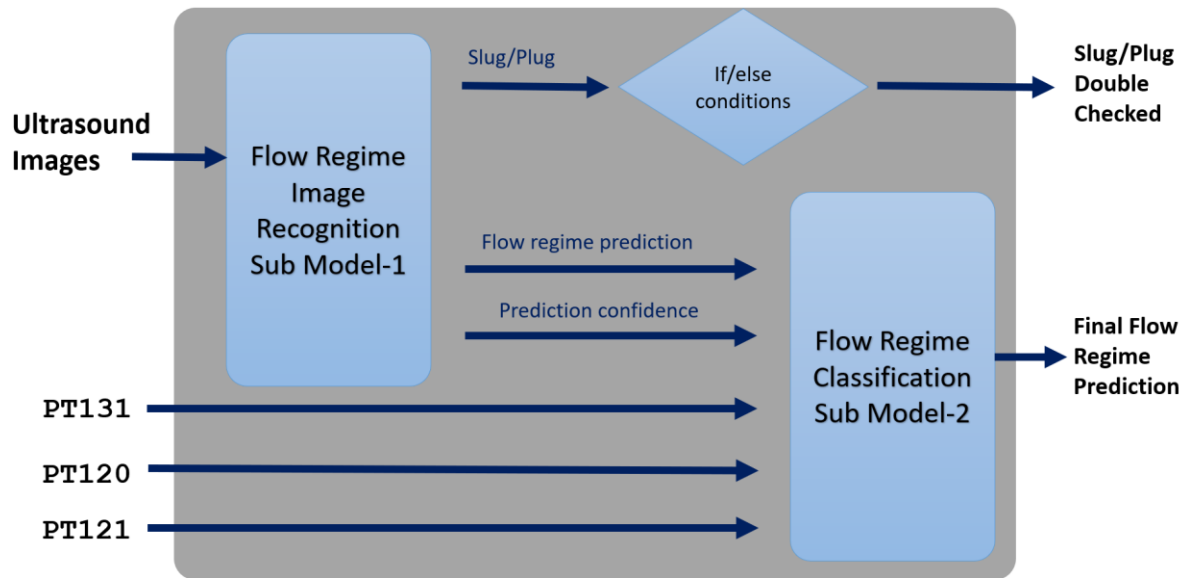 Ultrasound
Images
Flow Regime
Image
Recognition
Sub Model-1
Slug/Plug
If/else
conditions
Slug/Plug
Double
Checked
Flow regime prediction
Prediction confidence
Flow Regime
Classification
Sub Model-2
Final Flow
Regime
Prediction
PT131
PT120
PT121